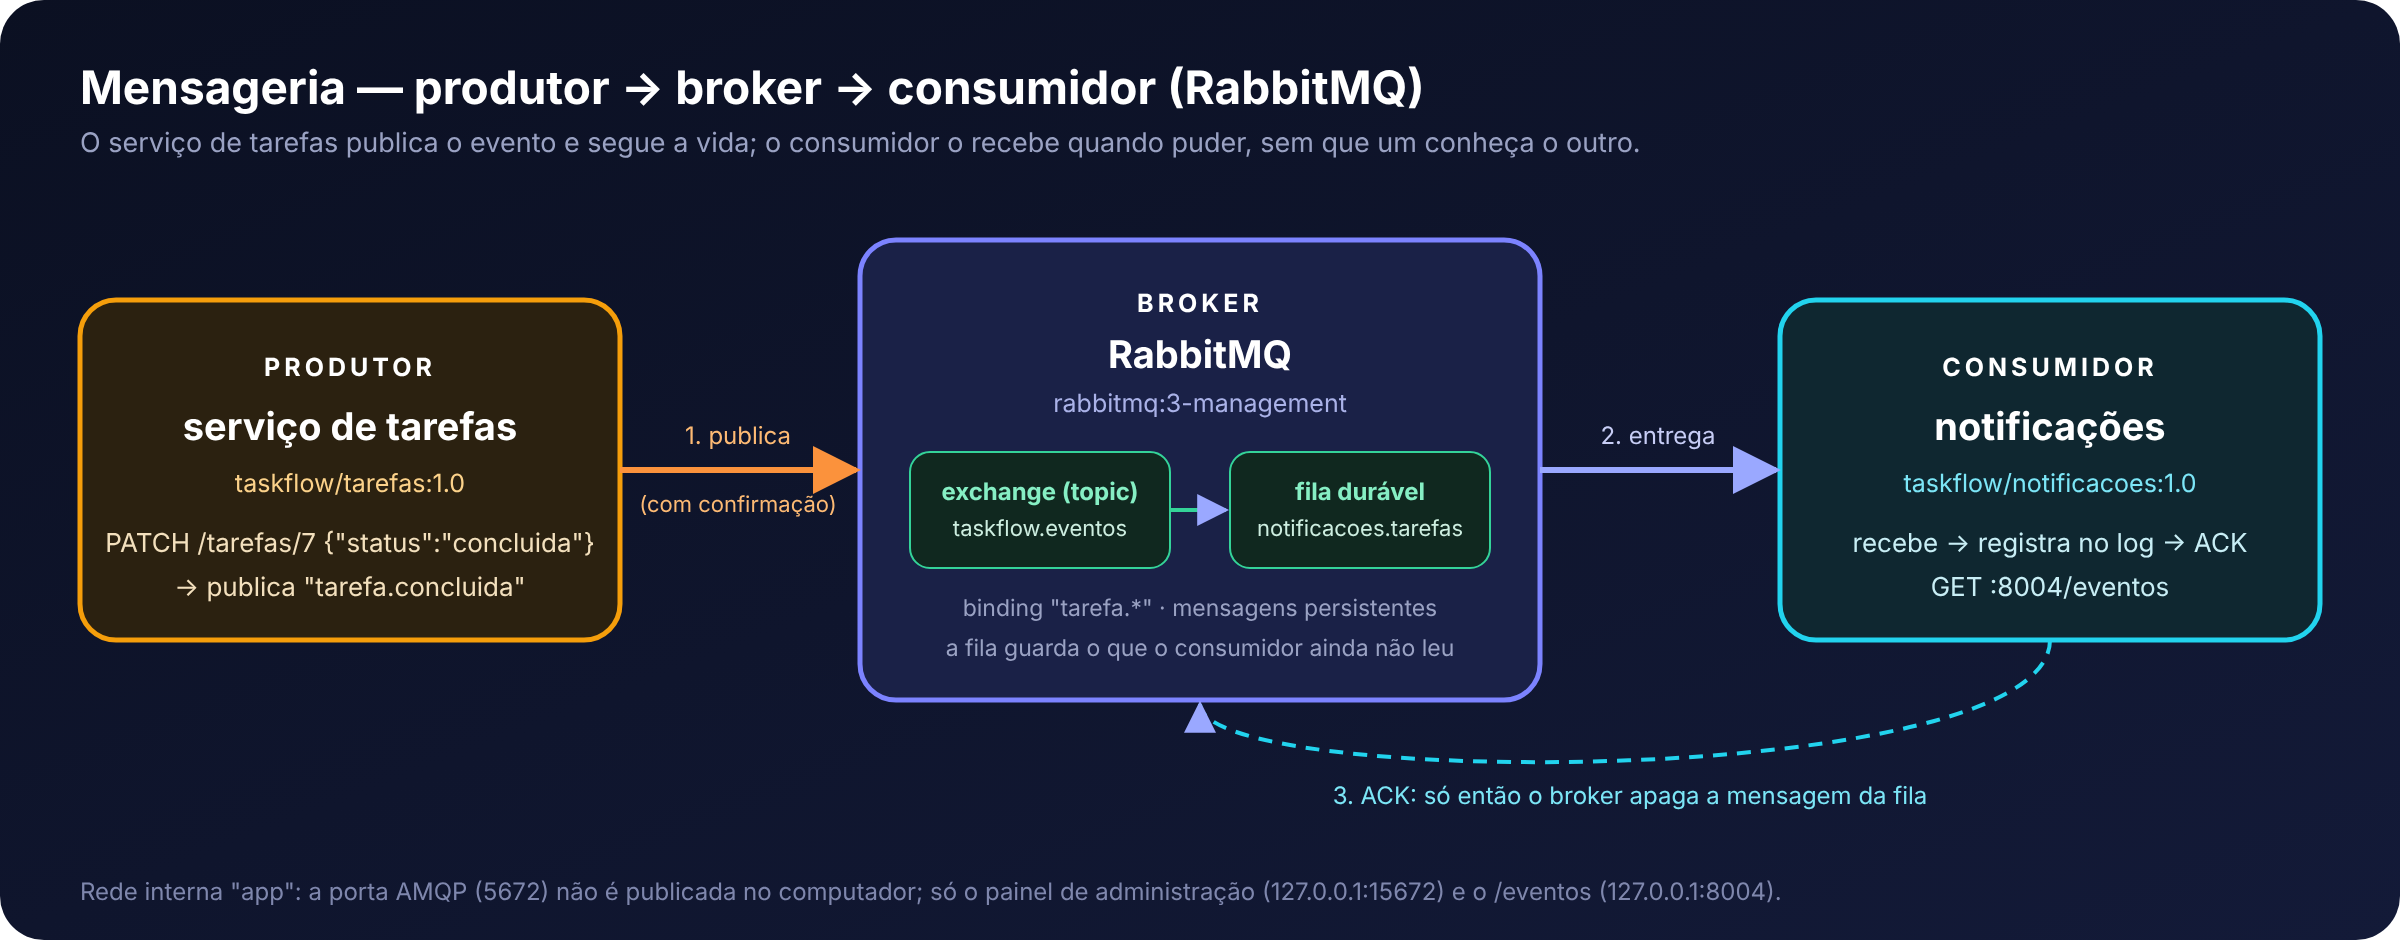 Mensageria — produtor → broker → consumidor (RabbitMQ)
O serviço de tarefas publica o evento e segue a vida; o consumidor o recebe quando puder, sem que um conheça o outro.
PRODUTOR
serviço de tarefas
taskflow/tarefas:1.0
PATCH /tarefas/7 {"status":"concluida"}
→ publica "tarefa.concluida"
1. publica
(com confirmação)
BROKER
RabbitMQ
rabbitmq:3-management
exchange (topic)
taskflow.eventos
fila durável
notificacoes.tarefas
binding "tarefa.*" · mensagens persistentes
a fila guarda o que o consumidor ainda não leu
2. entrega
CONSUMIDOR
notificações
taskflow/notificacoes:1.0
recebe → registra no log → ACK
GET :8004/eventos
3. ACK: só então o broker apaga a mensagem da fila
Rede interna "app": a porta AMQP (5672) não é publicada no computador; só o painel de administração (127.0.0.1:15672) e o /eventos (127.0.0.1:8004).